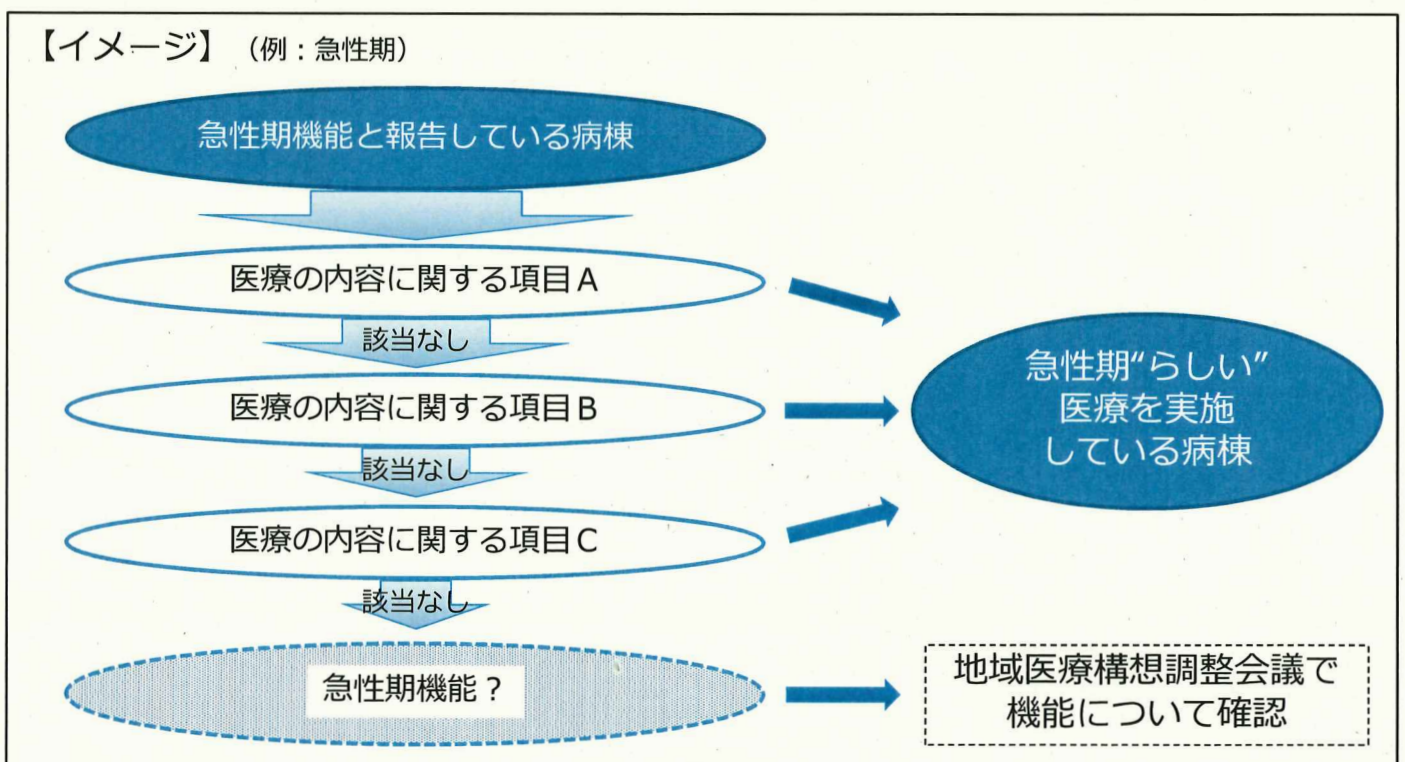 【イメージ】（例：急性期）
急性期機能と報告している病棟
医療の内容に関する項目A
該当なし
医療の内容に関する項目B
該当なし
医療の内容に関する項目C
該当なし
急性期機能？
急性期“らしい”
医療を実施
している病棟
地域医療構想調整会議で
機能について確認